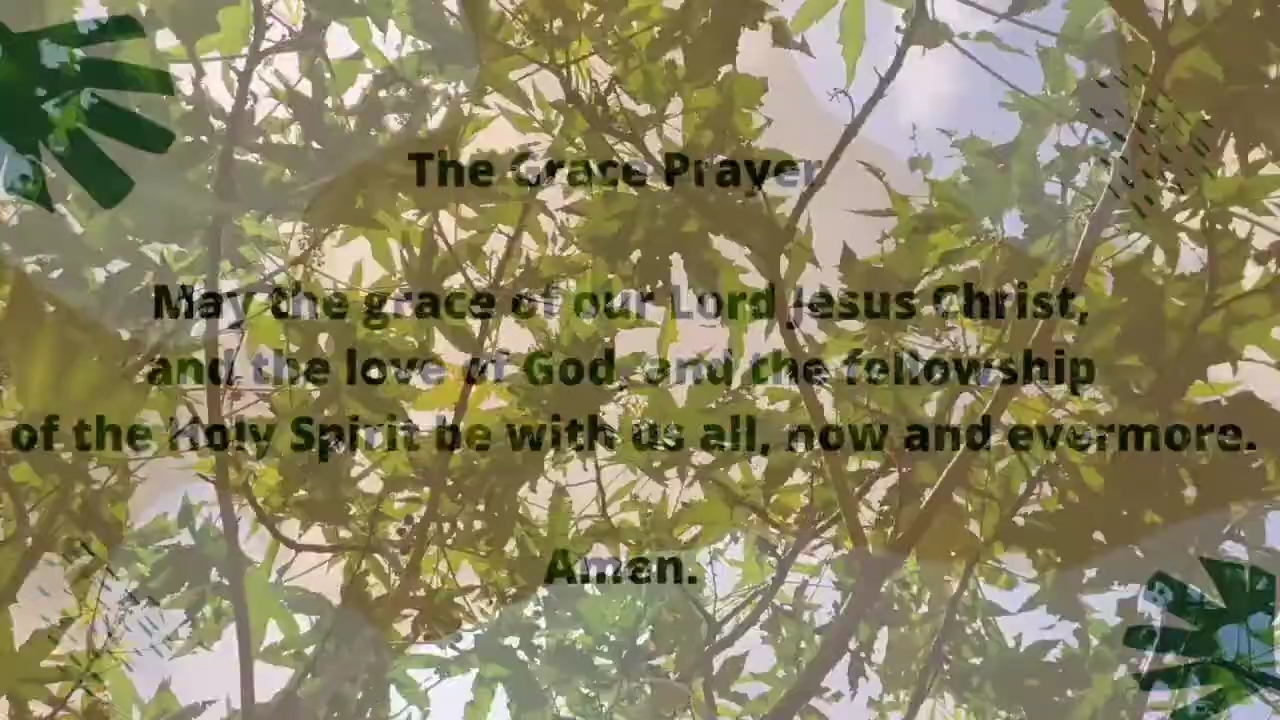 The Grace Prayer
May the grace of our Lord Jesus Christ,
and the love of God, and the fellowship
of the Holy Spirit be with us all, now and evermore.
Amen.